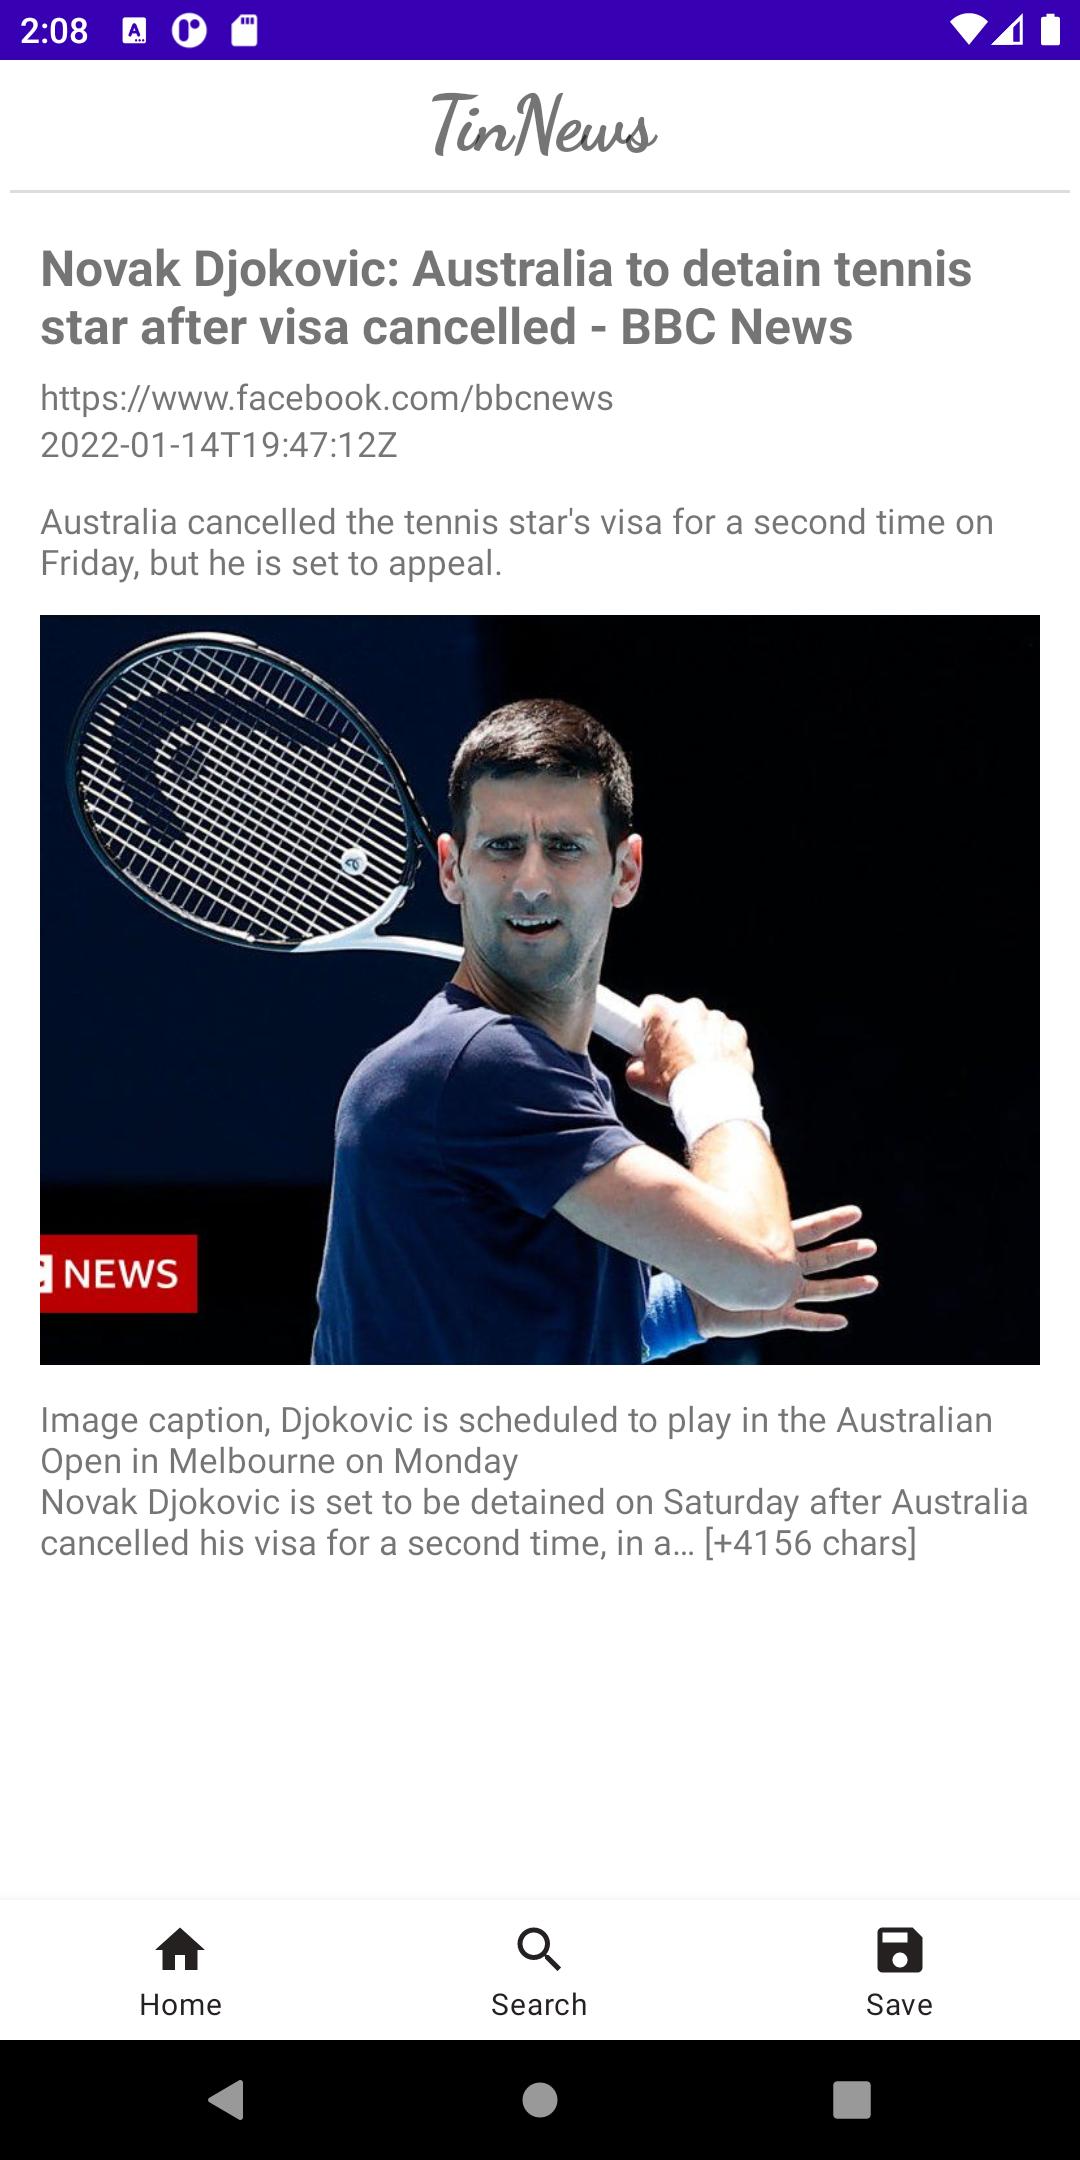 2:08
TinNews
Novak Djokovic: Australia to detain tennis
star after visa cancelled - BBC News
https://www.facebook.com/bbcnews
2022-01-14T19:47:12Z
Australia cancelled the tennis star's visa for a second time on
Friday, but he is set to appeal.
NEWS
Image caption, Djokovic is scheduled to play in the Australian
Open in Melbourne on Monday
Novak Djokovic is set to be detained on Saturday after Australia
cancelled his visa for a second time, in a… [+4156 chars]
Home
Search
Save